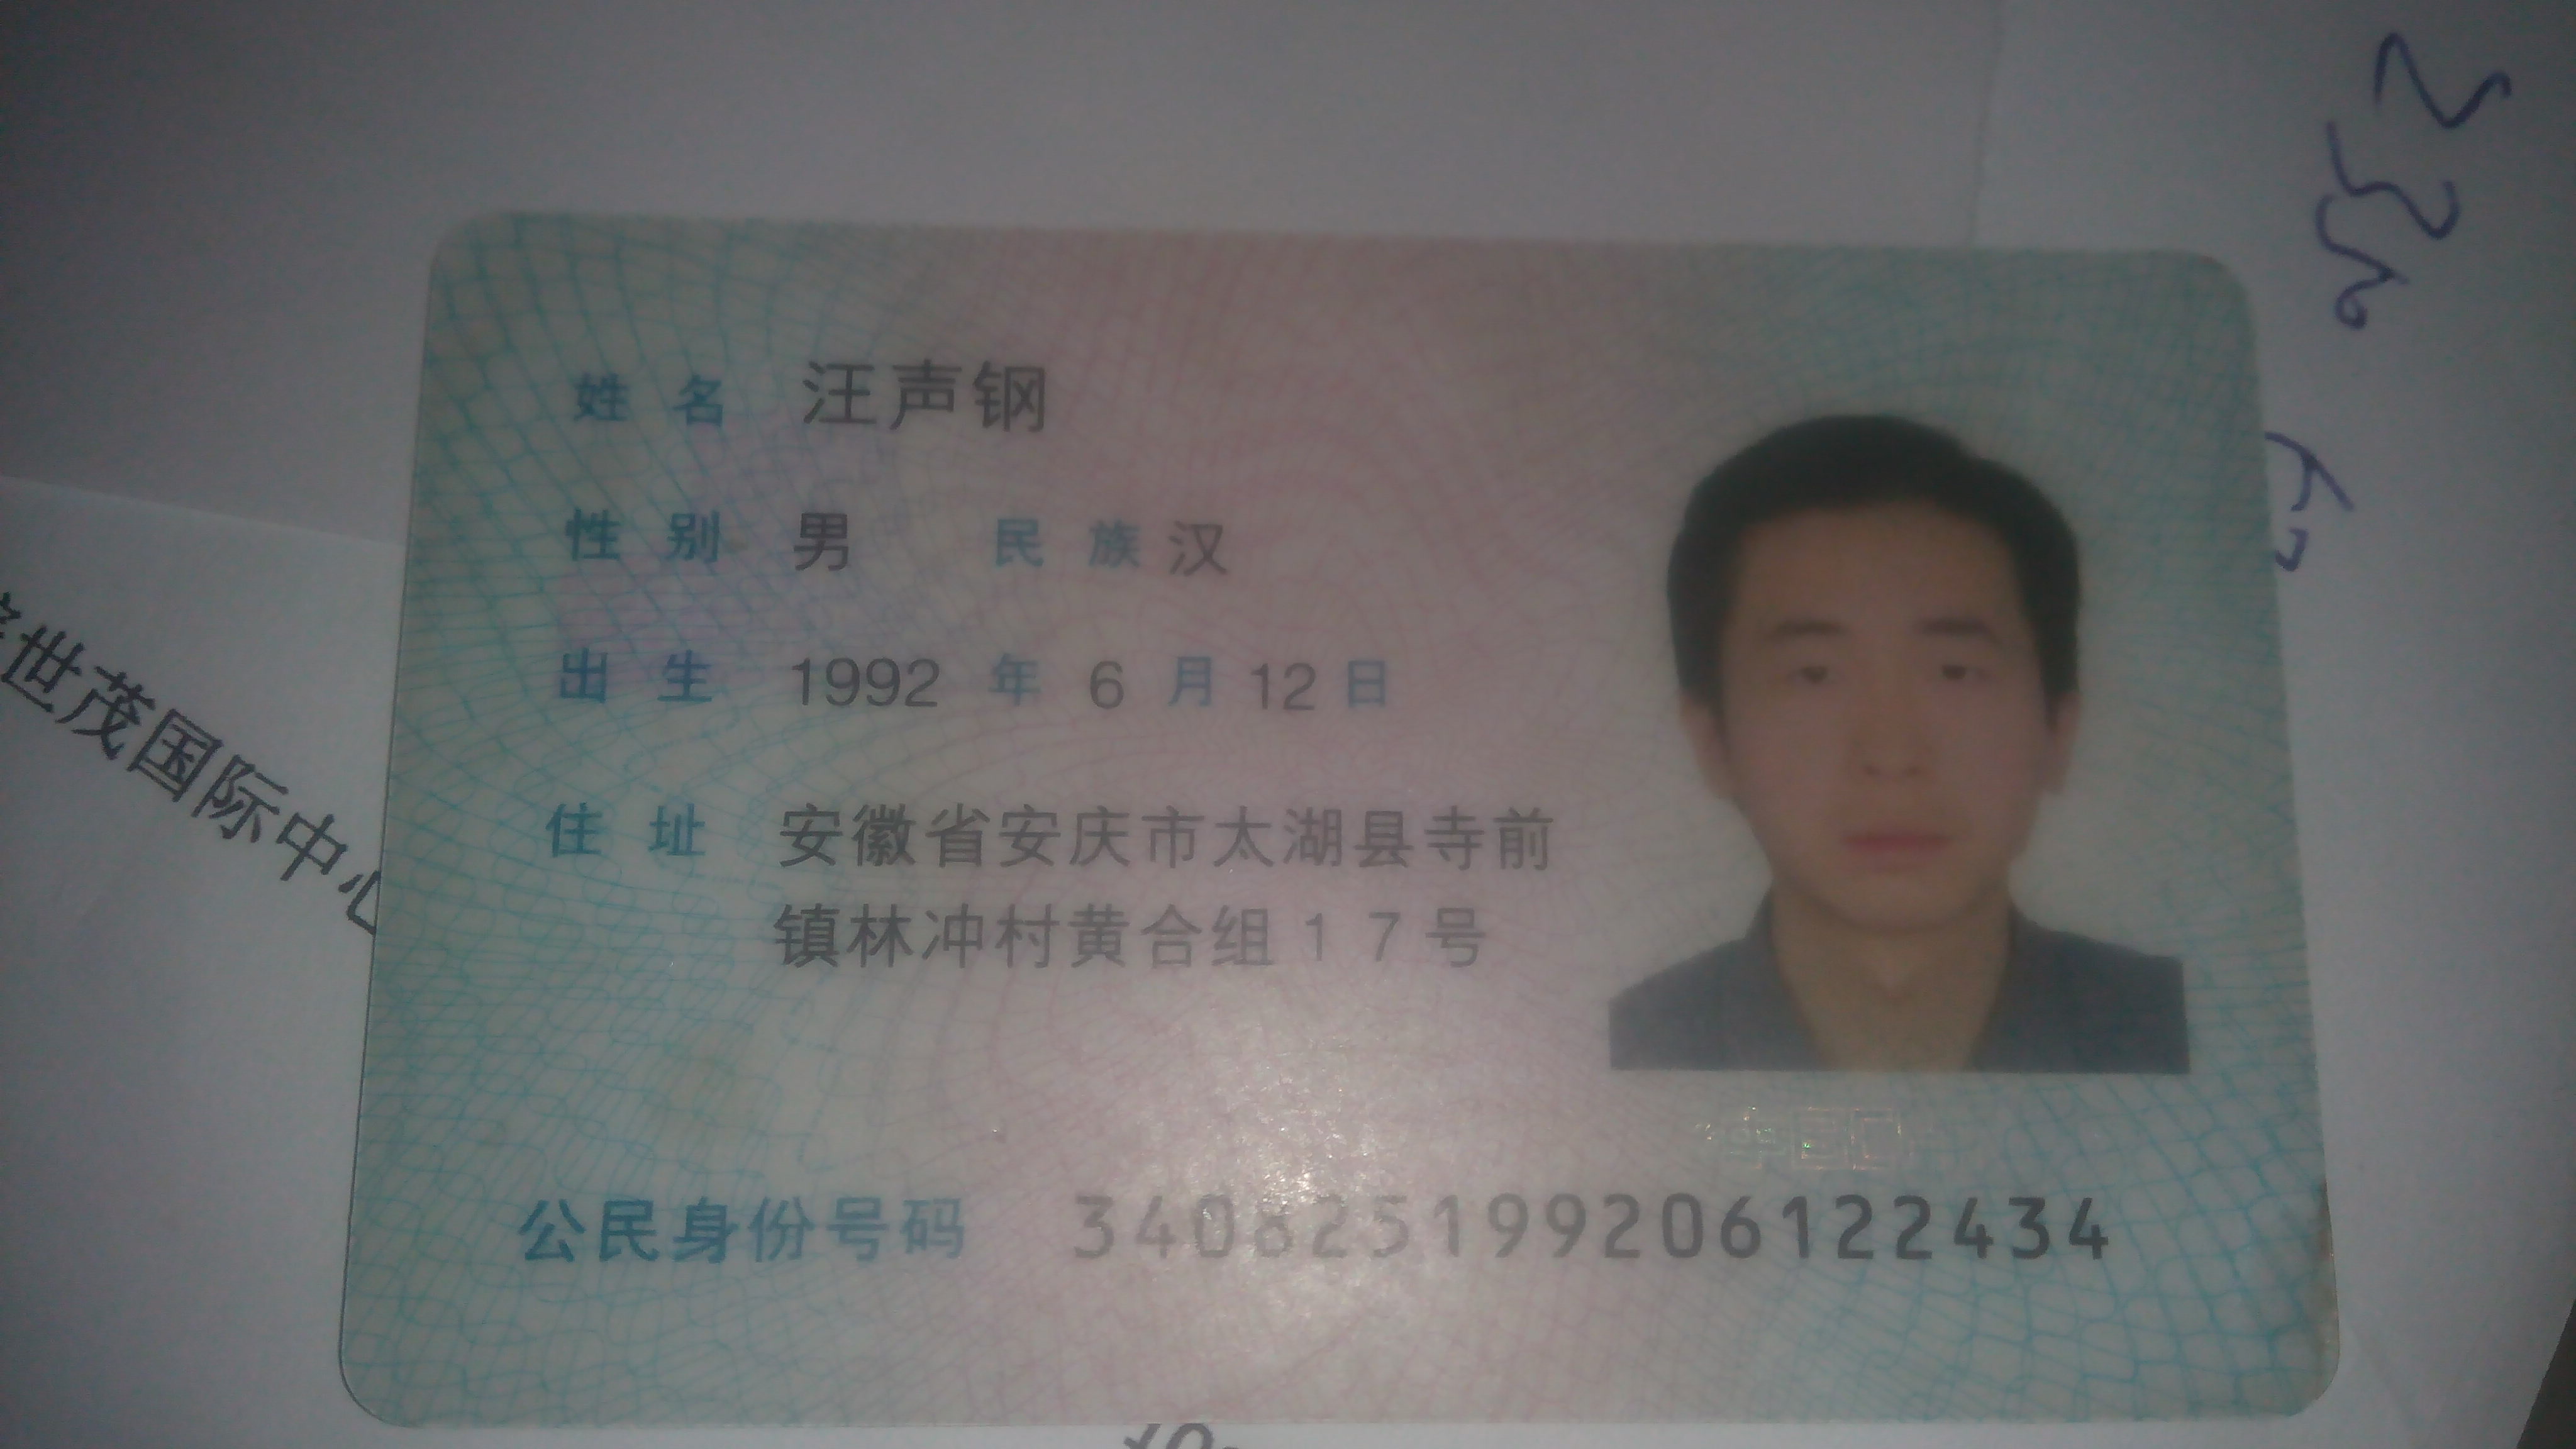 姓名 汪声钢
性别 男 民族 汉
出生 1992 年 6 月 12 日
住址 安徽省安庆市太湖县寺前
镇林冲村黄合组17号
公民身份号码 340825199206122434
世茂国际中心